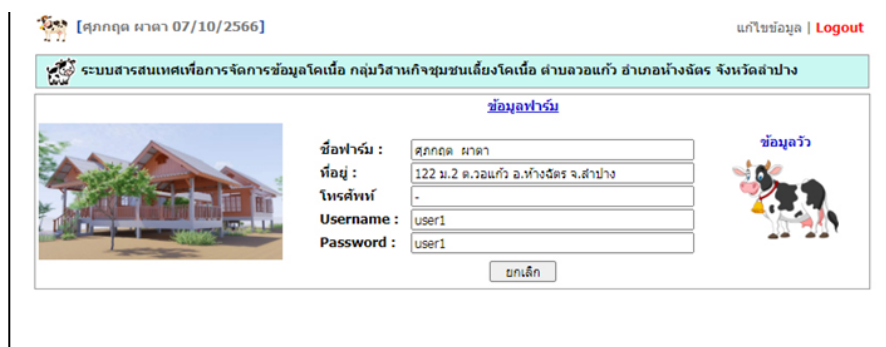 [ศุภกฤต ผาดา 07/10/2566]
แก้ไขข้อมูล | Logout
ระบบสารสนเทศเพื่อการจัดการข้อมูลโคเนื้อ กลุ่มวิสาหกิจชุมชนเลี้ยงโคเนื้อ ตำบลวอแก้ว อำเภอห้างฉัตร จังหวัดลำปาง
ข้อมูลฟาร์ม
ชื่อฟาร์ม : ศุภกฤต ผาดา
ที่อยู่ : 122 ม.2 ต.วอแก้ว อ.ห้างฉัตร จ.ลำปาง
โทรศัพท์ -
Username : user1
Password : user1
ยกเลิก
ข้อมูลวัว